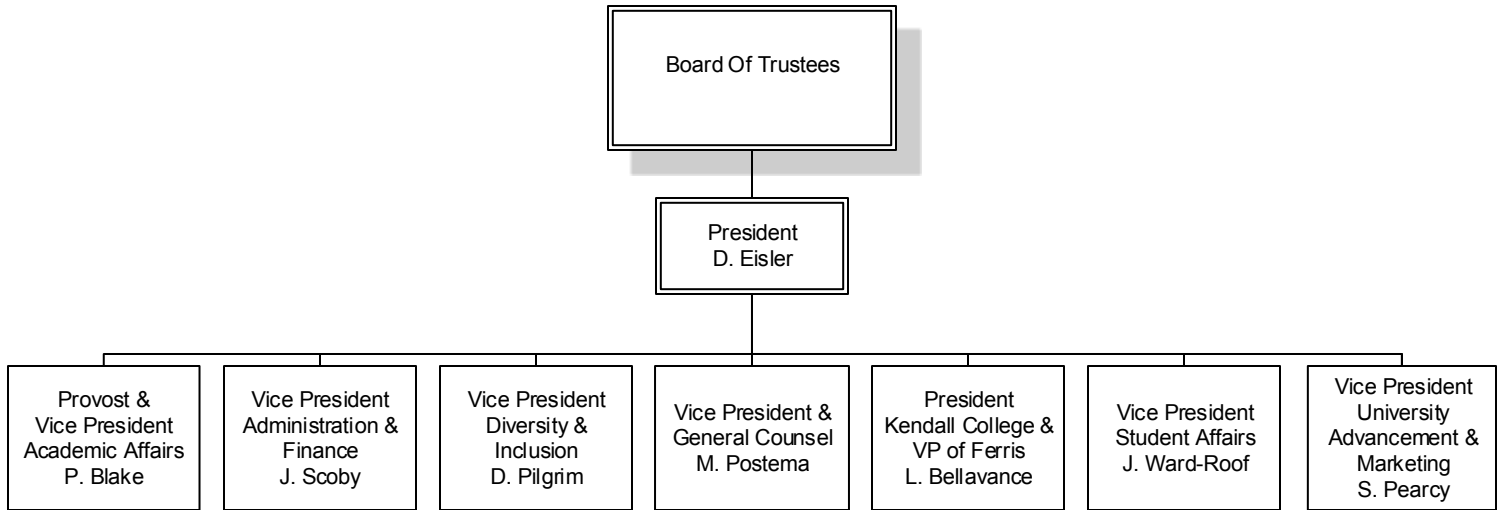 Board Of Trustees
President
D. Eisler
Provost &
Vice President
Academic Affairs
P. Blake
Vice President
Administration &
Finance
J. Scoby
Vice President
Diversity &
Inclusion
D. Pilgrim
Vice President &
General Counsel
M. Postema
President
Kendall College &
VP of Ferris
L. Bellavance
Vice President
Student Affairs
J. Ward-Roof
Vice President
University
Advancement &
Marketing
S. Pearcy